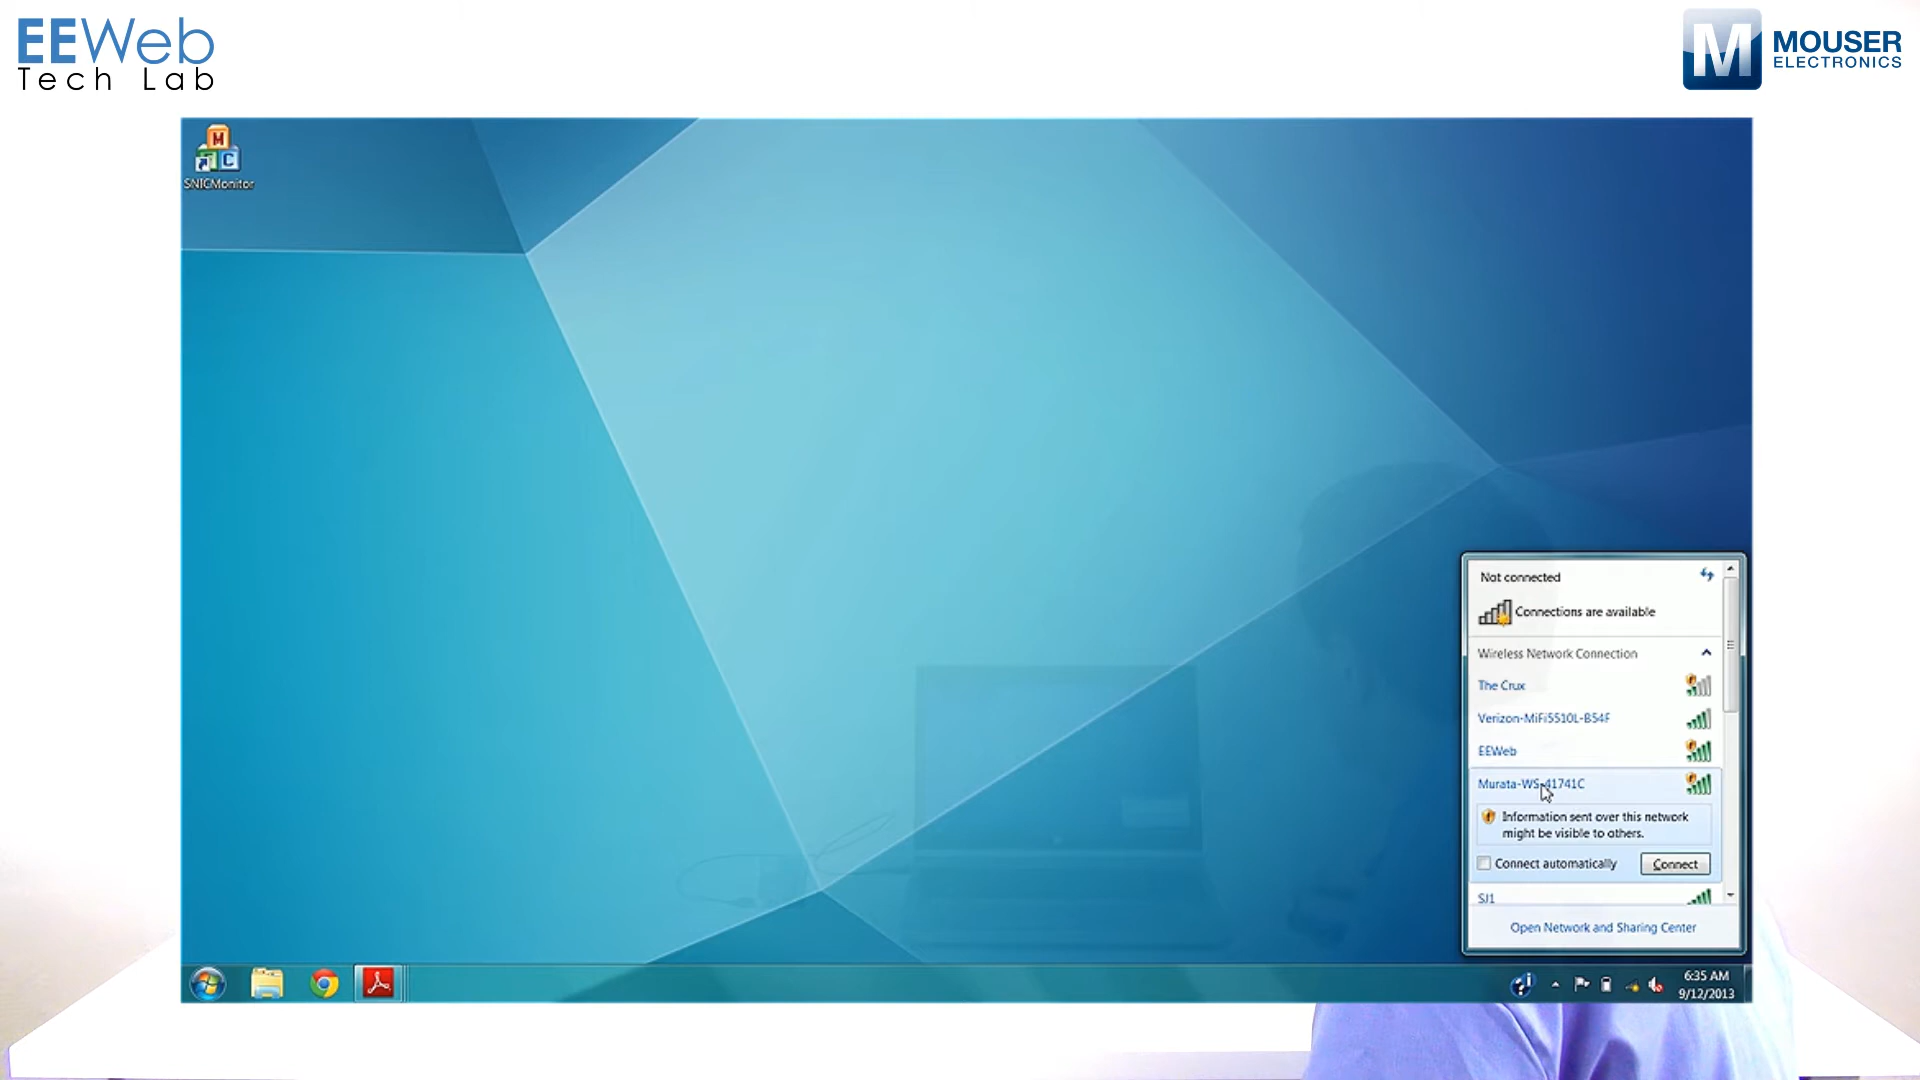 EEWeb
Tech Lab
M
MOUSER
ELECTRONICS
M
C
SNICMonitor
Not connected
Connections are available
Wireless Network Connection
The Crux
Verizon-MiFi5510L-B54F
EEWeb
Murata-WS-41741C
Information sent over this network
might be visible to others.
Connect automatically
Connect
SJ1
Open Network and Sharing Center
6:35 AM
9/12/2013